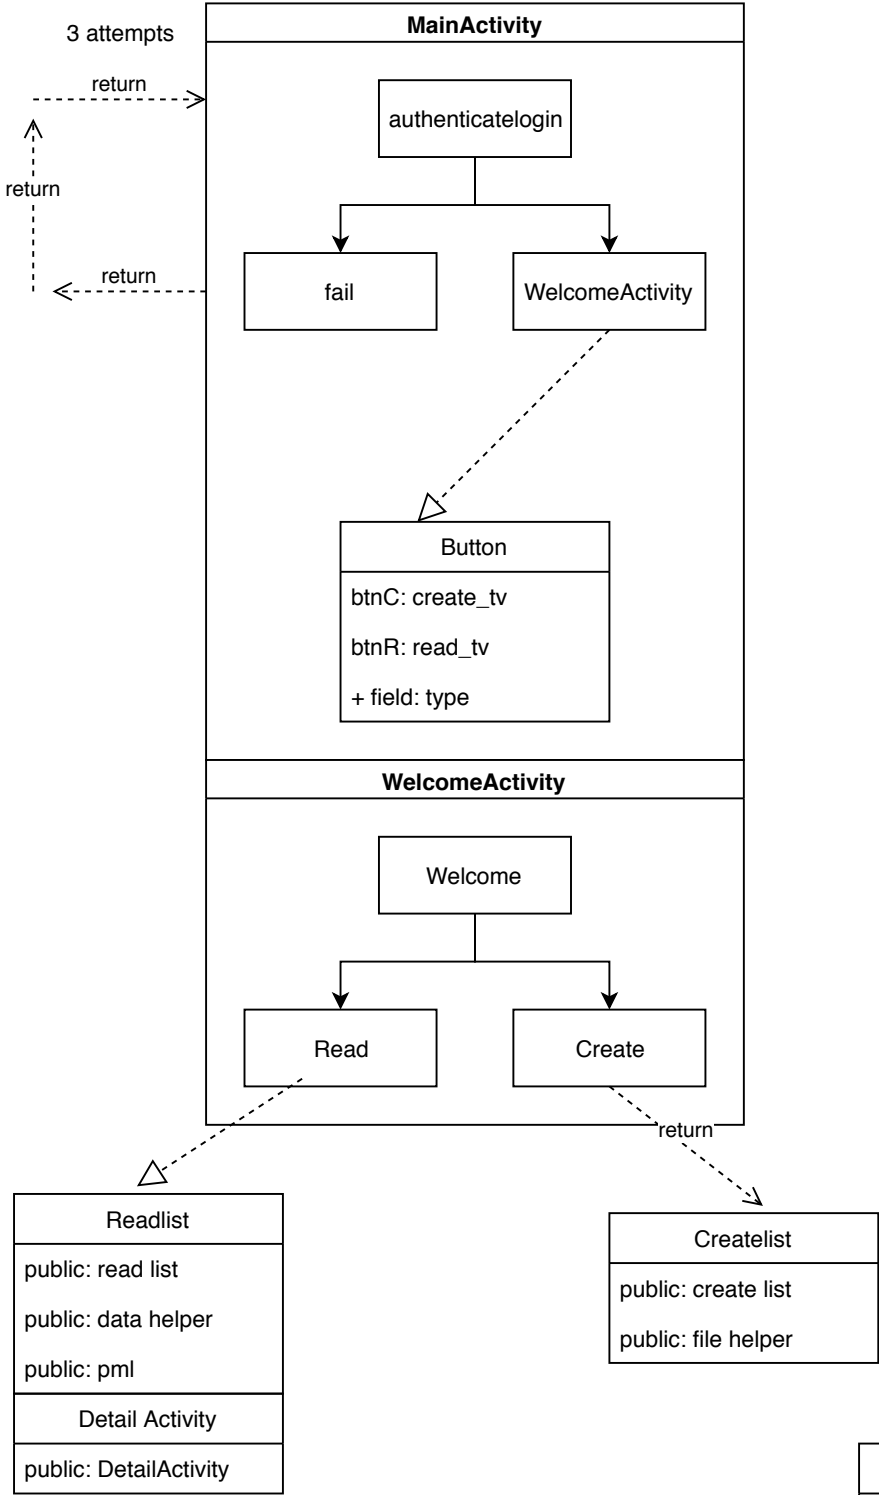 MainActivity
3 attempts
return
authenticatelogin
return
return
fail
WelcomeActivity
Button
btnC: create_tv
btnR: read_tv
+ field: type
WelcomeActivity
Welcome
Read
Create
return
Readlist
public: read list
public: data helper
public: pml
Detail Activity
public: DetailActivity
Createlist
public: create list
public: file helper